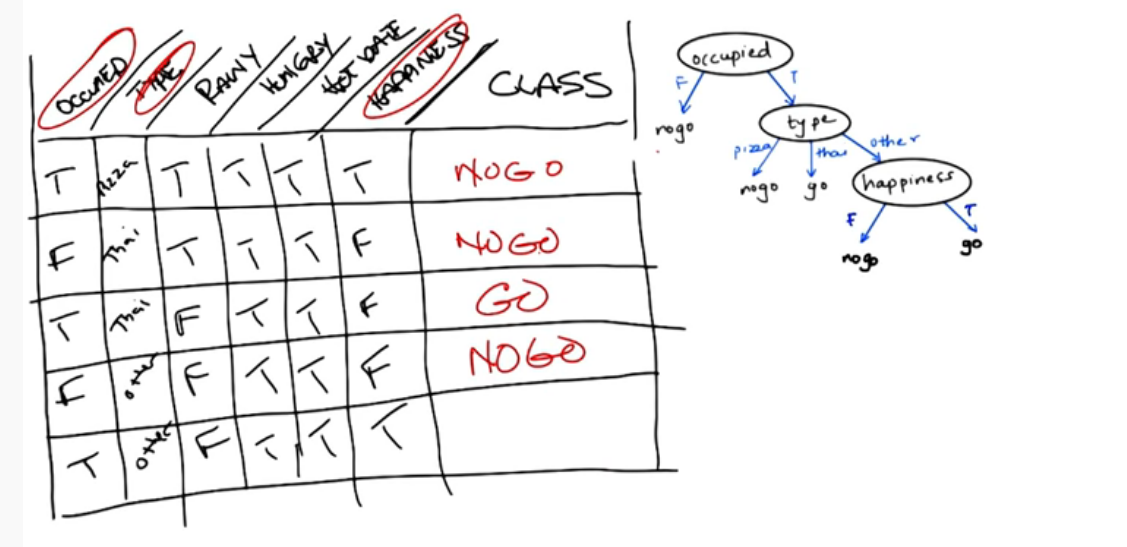 OCCUPIED TYPE RAINY HUNGRY HOT DATE HAPPINESS CLASS
T Pizza T T T T NOGO
F Thai T T T F NOGO
T Thai F T T F GO
F other F T T F NOGO
T other F T T T
occupied
F T
nogo
type
pizza thai other
nogo go
happiness
F T
nogo go